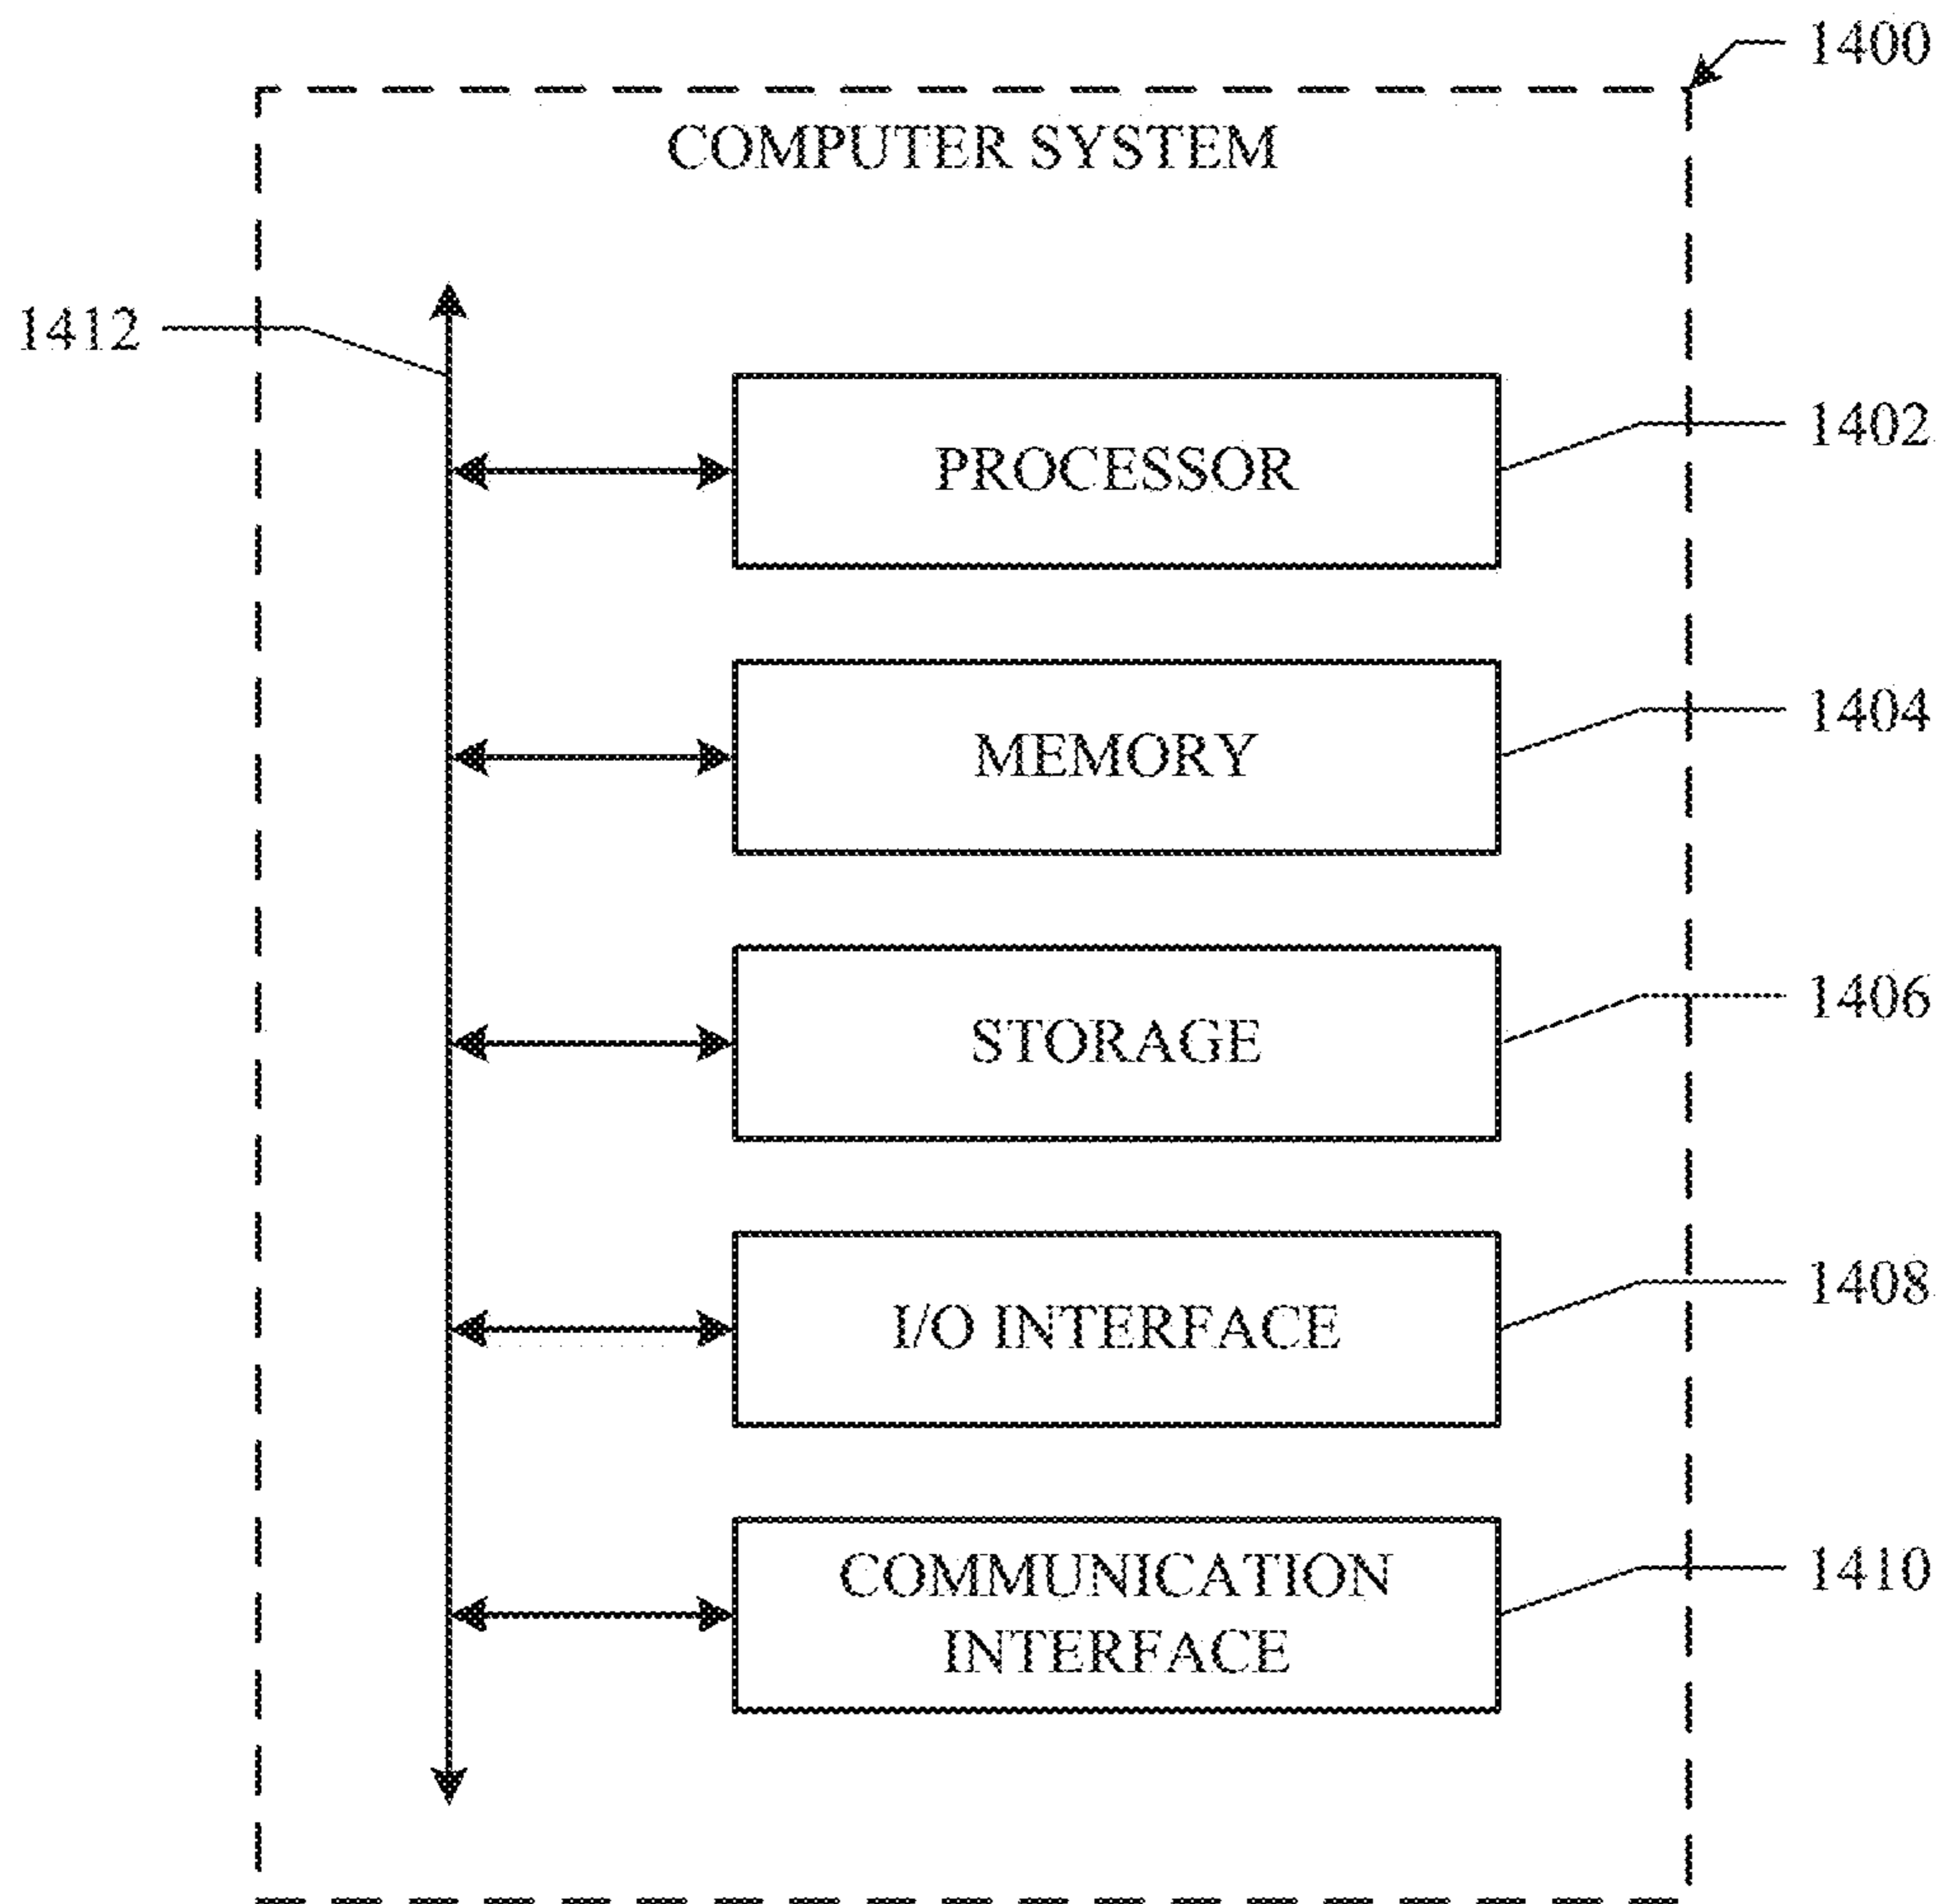 1400
COMPUTER SYSTEM
1412
PROCESSOR
1402
MEMORY
1404
STORAGE
1406
I/O INTERFACE
1408
COMMUNICATION
INTERFACE
1410